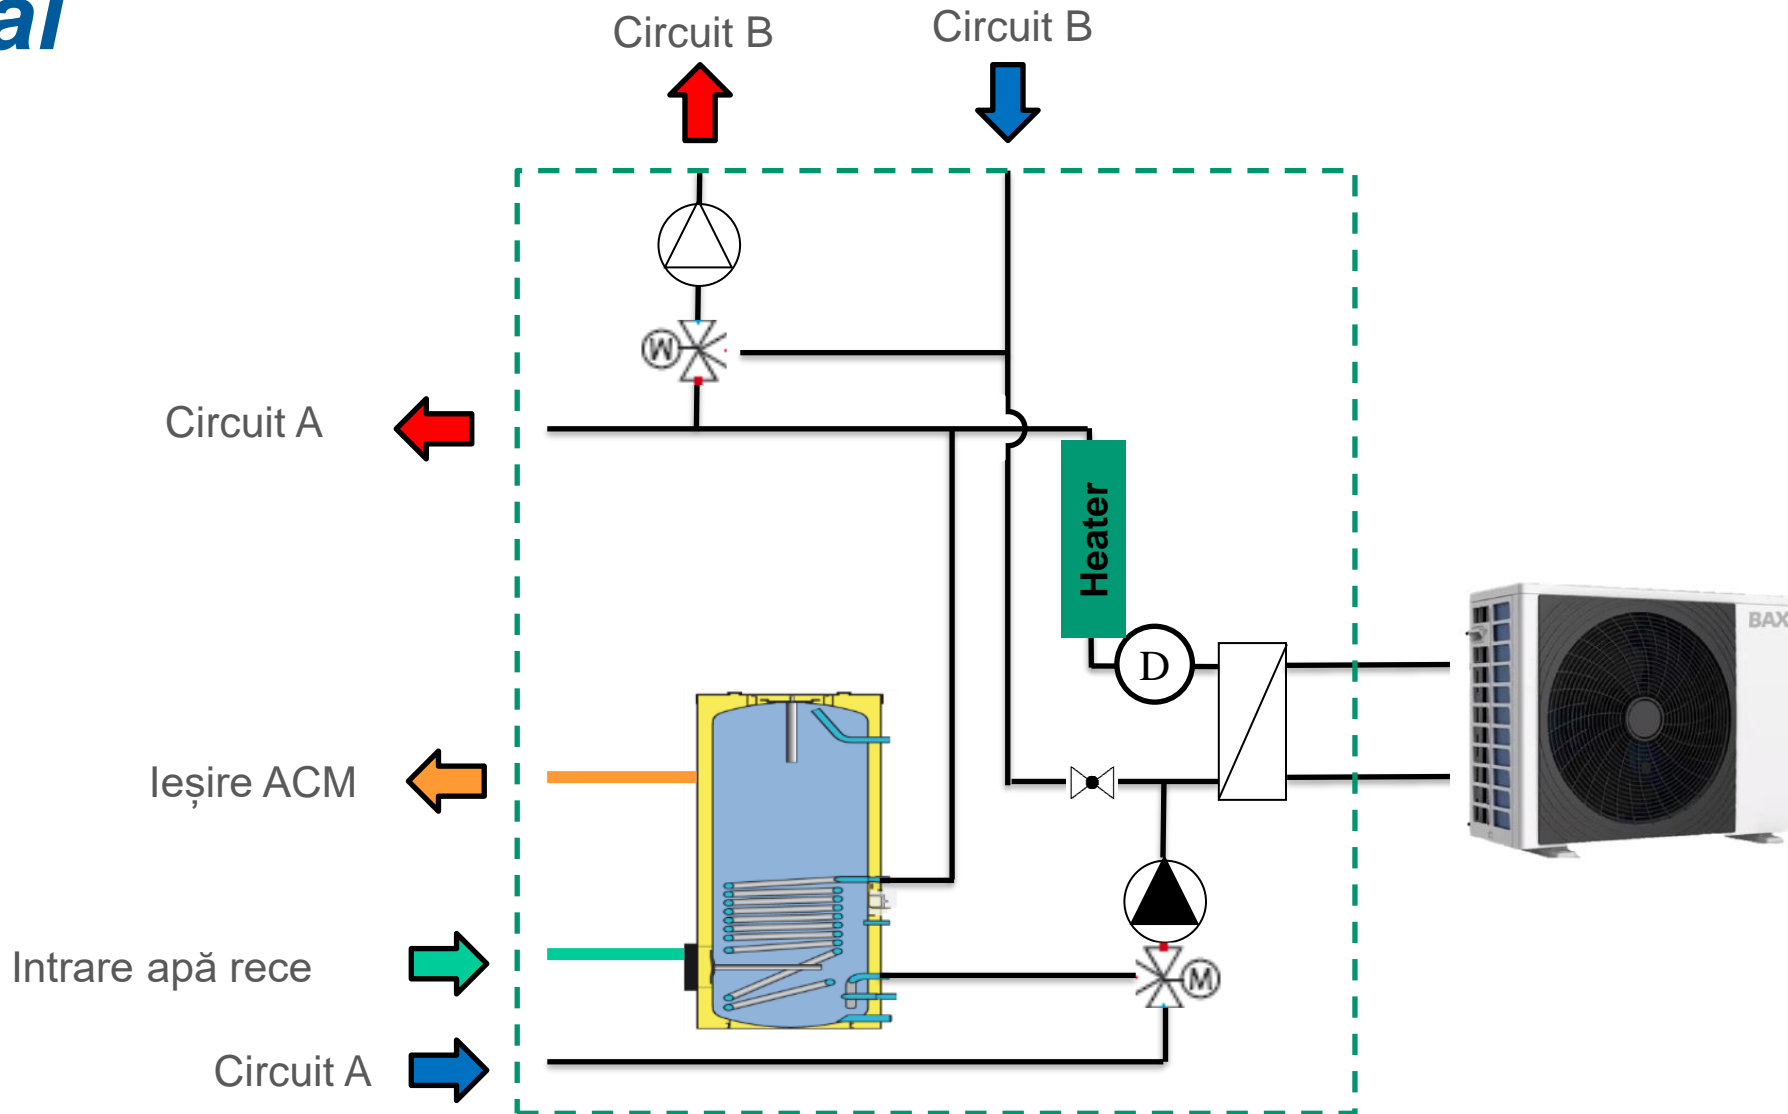 al
Circuit B
Circuit B
M
Circuit A
Heater
BAX
D
Ieșire ACM
Intrare apă rece
M
Circuit A